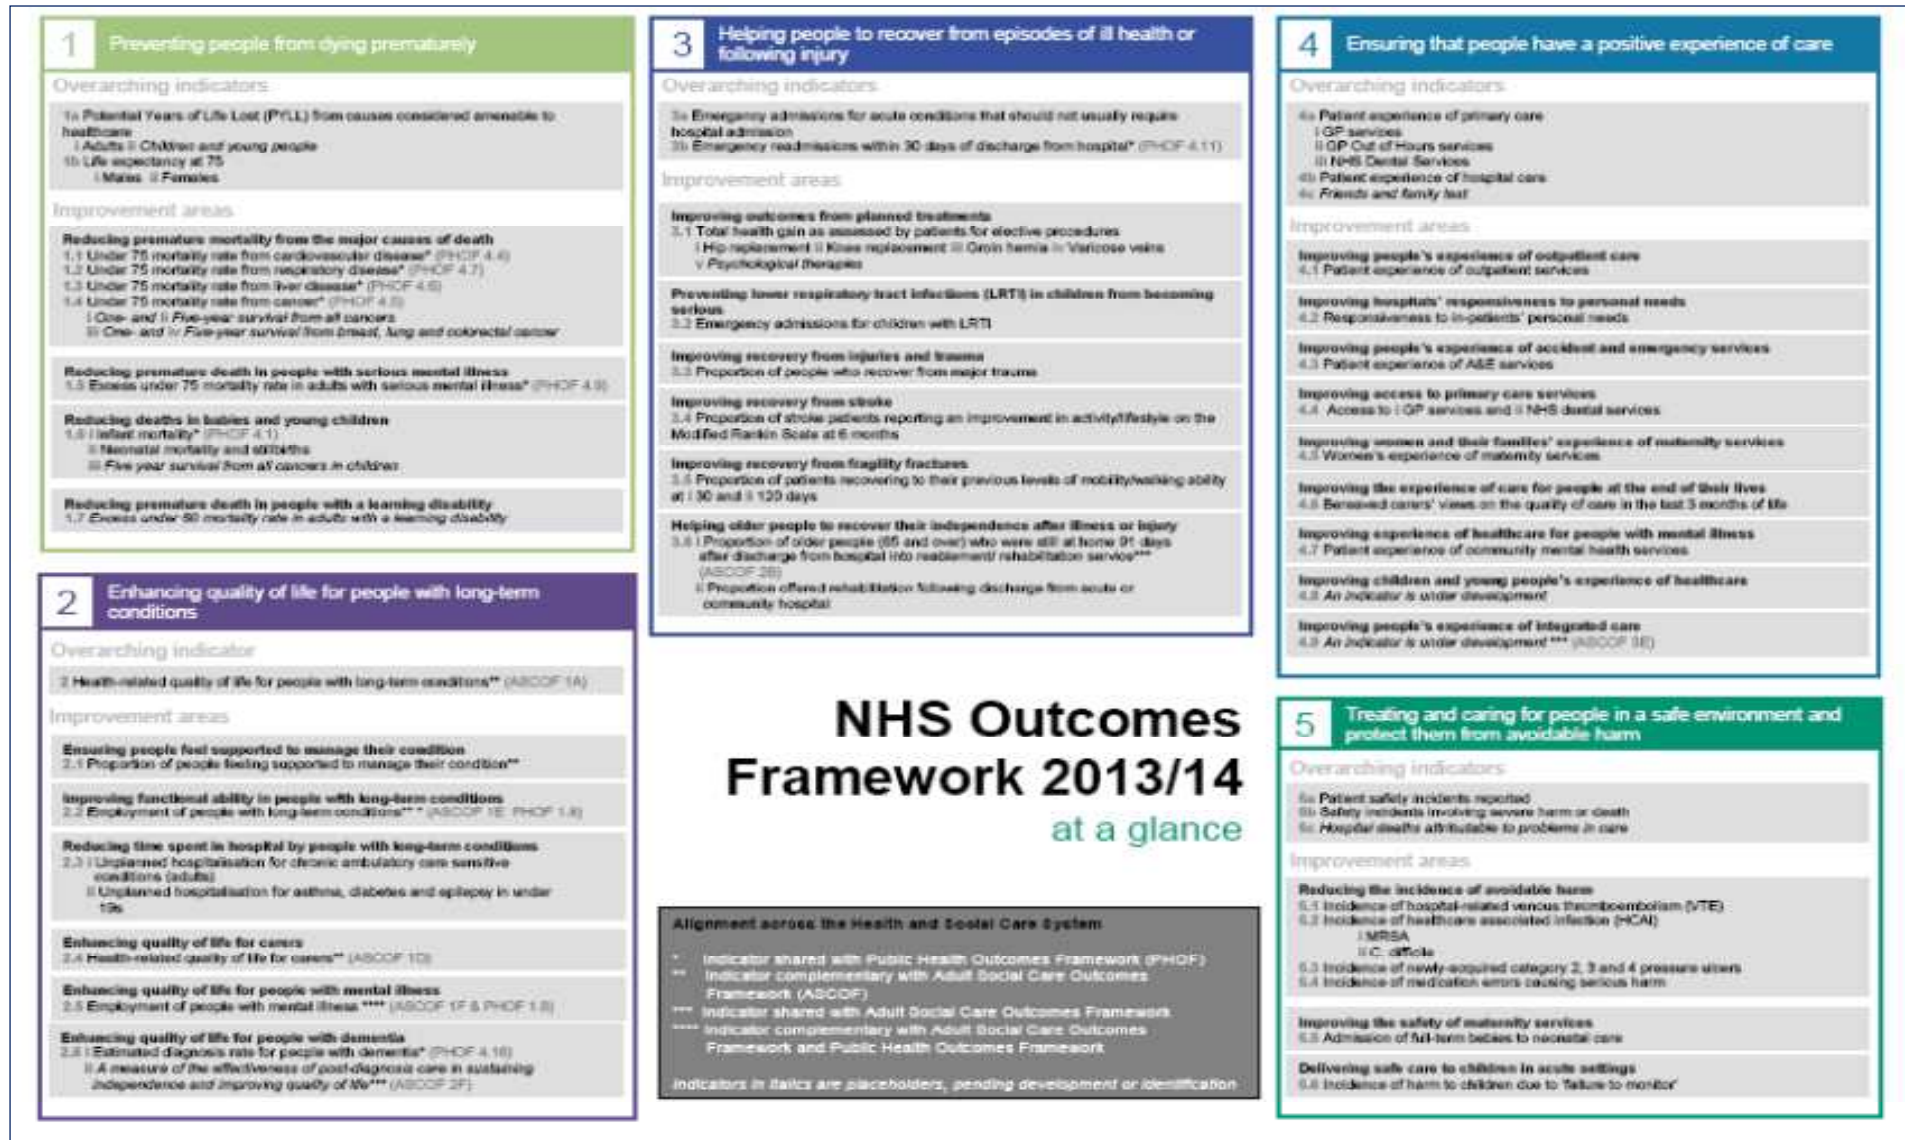 1 Preventing people from dying prematurely
Overarching indicators
1a Potential Years of Life Lost (PYLL) from causes considered amenable to
healthcare
i Adults ii Children and young people
1b Life expectancy at 75
i Males ii Females
Improvement areas
Reducing premature mortality from the major causes of death
1.1 Under 75 mortality rate from cardiovascular disease* (PHOF 4.4)
1.2 Under 75 mortality rate from respiratory disease* (PHOF 4.7)
1.3 Under 75 mortality rate from liver disease* (PHOF 4.6)
1.4 Under 75 mortality rate from cancer* (PHOF 4.5)
i One- and ii Five-year survival from all cancers
iii One- and iv Five-year survival from breast, lung and colorectal cancer
Reducing premature death in people with serious mental illness
1.5 Excess under 75 mortality rate in adults with serious mental illness* (PHOF 4.9)
Reducing deaths in babies and young children
1.6 i Infant mortality* (PHOF 4.1)
ii Neonatal mortality and stillbirths
iii Five year survival from all cancers in children
Reducing premature death in people with a learning disability
1.7 Excess under 60 mortality rate in adults with a learning disability
2 Enhancing quality of life for people with long-term
conditions
Overarching indicator
2 Health-related quality of life for people with long-term conditions** (ASCOF 1A)
Improvement areas
Ensuring people feel supported to manage their condition
2.1 Proportion of people feeling supported to manage their condition**
Improving functional ability in people with long-term conditions
2.2 Employment of people with long-term conditions** * (ASCOF 1E PHOF 1.8)
Reducing time spent in hospital by people with long-term conditions
2.3 i Unplanned hospitalisation for chronic ambulatory care sensitive
conditions (adults)
ii Unplanned hospitalisation for asthma, diabetes and epilepsy in under
19s
Enhancing quality of life for carers
2.4 Health-related quality of life for carers** (ASCOF 1D)
Enhancing quality of life for people with mental illness
2.5 Employment of people with mental illness **** (ASCOF 1F & PHOF 1.8)
Enhancing quality of life for people with dementia
2.6 i Estimated diagnosis rate for people with dementia* (PHOF 4.16)
ii A measure of the effectiveness of post-diagnosis care in sustaining
independence and improving quality of life*** (ASCOF 2F)
3 Helping people to recover from episodes of ill health or
following injury
Overarching indicators
3a Emergency admissions for acute conditions that should not usually require
hospital admission
3b Emergency readmissions within 30 days of discharge from hospital* (PHOF 4.11)
Improvement areas
Improving outcomes from planned treatments
3.1 Total health gain as assessed by patients for elective procedures
i Hip replacement ii Knee replacement iii Groin hernia iv Varicose veins
v Psychological therapies
Preventing lower respiratory tract infections (LRTI) in children from becoming
serious
3.2 Emergency admissions for children with LRTI
Improving recovery from injuries and trauma
3.3 Proportion of people who recover from major trauma
Improving recovery from stroke
3.4 Proportion of stroke patients reporting an improvement in activity/lifestyle on the
Modified Rankin Scale at 6 months
Improving recovery from fragility fractures
3.5 Proportion of patients recovering to their previous levels of mobility/walking ability
at i 30 and ii 120 days
Helping older people to recover their independence after illness or injury
3.6 i Proportion of older people (65 and over) who were still at home 91 days
after discharge from hospital into reablement/ rehabilitation service***
(ASCOF 2B)
ii Proportion offered rehabilitation following discharge from acute or
community hospital
NHS Outcomes
Framework 2013/14
at a glance
Alignment across the Health and Social Care System
* Indicator shared with Public Health Outcomes Framework (PHOF)
** Indicator complementary with Adult Social Care Outcomes
Framework (ASCOF)
*** Indicator shared with Adult Social Care Outcomes Framework
**** Indicator complementary with Adult Social Care Outcomes
Framework and Public Health Outcomes Framework
Indicators in italics are placeholders, pending development or identification
4 Ensuring that people have a positive experience of care
Overarching indicators
4a Patient experience of primary care
i GP services
ii GP Out of Hours services
iii NHS Dental Services
4b Patient experience of hospital care
4c Friends and family test
Improvement areas
Improving people's experience of outpatient care
4.1 Patient experience of outpatient services
Improving hospitals' responsiveness to personal needs
4.2 Responsiveness to in-patients' personal needs
Improving people's experience of accident and emergency services
4.3 Patient experience of A&E services
Improving access to primary care services
4.4 Access to i GP services and ii NHS dental services
Improving women and their families' experience of maternity services
4.5 Women's experience of maternity services
Improving the experience of care for people at the end of their lives
4.6 Bereaved carers' views on the quality of care in the last 3 months of life
Improving experience of healthcare for people with mental illness
4.7 Patient experience of community mental health services
Improving children and young people's experience of healthcare
4.8 An indicator is under development
Improving people's experience of integrated care
4.9 An indicator is under development *** (ASCOF 3E)
5 Treating and caring for people in a safe environment and
protect them from avoidable harm
Overarching indicators
5a Patient safety incidents reported
5b Safety incidents involving severe harm or death
5c Hospital deaths attributable to problems in care
Improvement areas
Reducing the incidence of avoidable harm
5.1 Incidence of hospital-related venous thromboembolism (VTE)
5.2 Incidence of healthcare associated infection (HCAI)
i MRSA
ii C. difficile
5.3 Incidence of newly-acquired category 2, 3 and 4 pressure ulcers
5.4 Incidence of medication errors causing serious harm
Improving the safety of maternity services
5.5 Admission of full-term babies to neonatal care
Delivering safe care to children in acute settings
5.6 Incidence of harm to children due to 'failure to monitor'